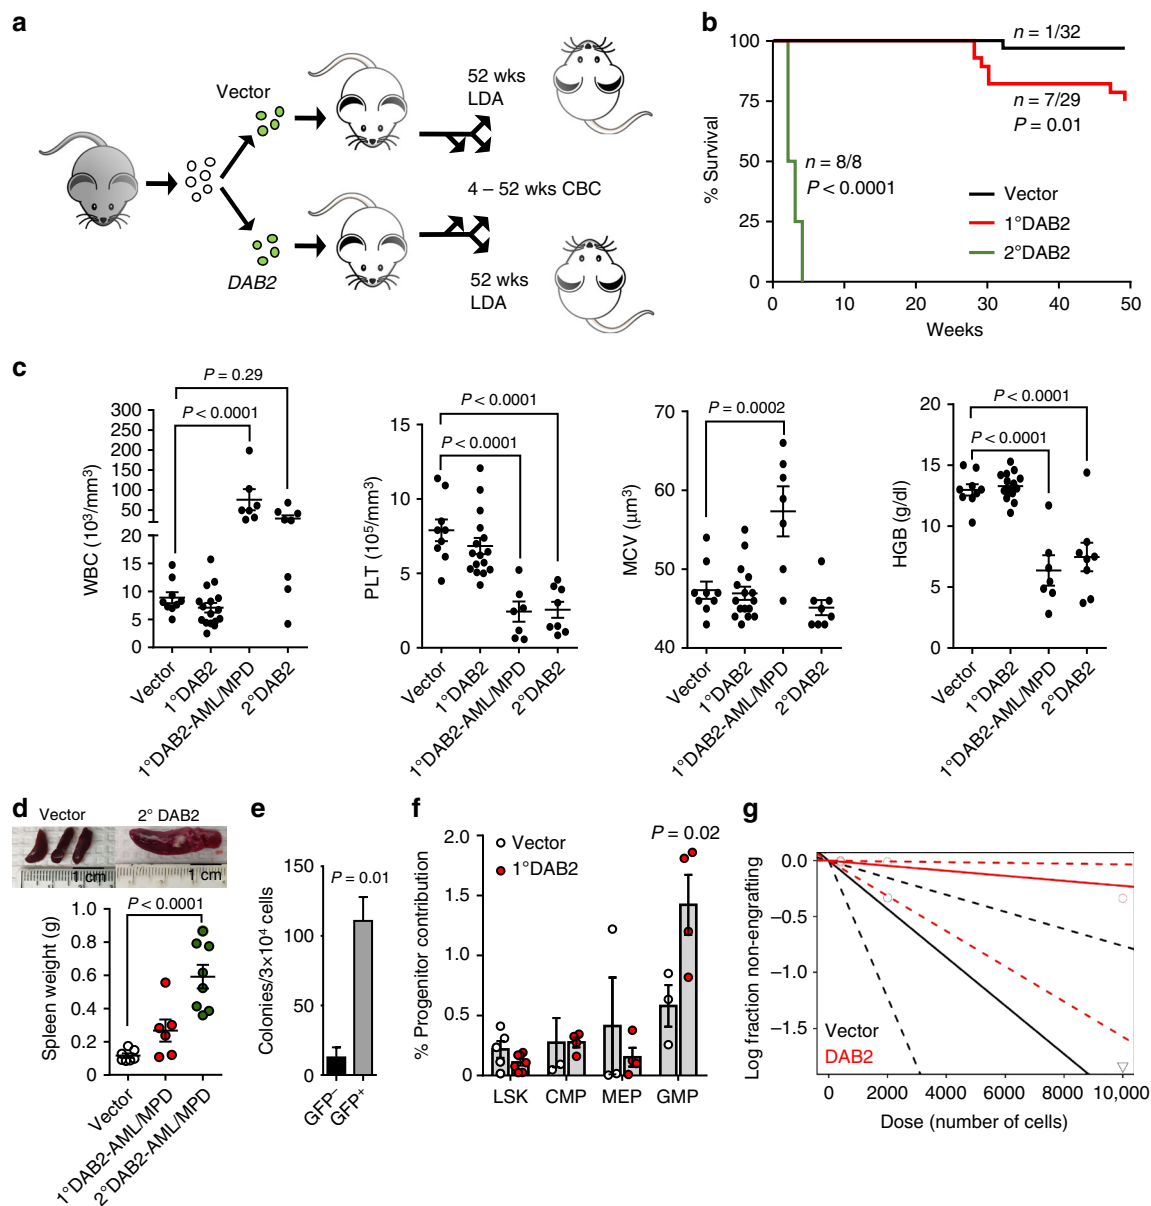 a
Vector
DAB2
52 wks
LDA
4 – 52 wks CBC
52 wks
LDA
b
% Survival
100
75
50
25
0
n = 1/32
n = 7/29
P = 0.01
n = 8/8
P < 0.0001
Vector
1°DAB2
2°DAB2
0 10 20 30 40 50
Weeks
c
P = 0.29
P < 0.0001
WBC (10³/mm³)
300
250
200
150
100
50
20
15
10
5
0
Vector
1°DAB2
1°DAB2-AML/MPD
2°DAB2
P < 0.0001
P < 0.0001
PLT (10⁵/mm³)
15
10
5
0
Vector
1°DAB2
1°DAB2-AML/MPD
2°DAB2
P = 0.0002
MCV (μm³)
70
60
50
40
Vector
1°DAB2
1°DAB2-AML/MPD
2°DAB2
P < 0.0001
P < 0.0001
HGB (g/dl)
20
15
10
5
0
Vector
1°DAB2
1°DAB2-AML/MPD
2°DAB2
d
Vector 2° DAB2
1 cm 1 cm
P < 0.0001
Spleen weight (g)
1.0
0.8
0.6
0.4
0.2
0
Vector
1°DAB2-AML/MPD
2°DAB2-AML/MPD
e
P = 0.01
Colonies/3×10⁴ cells
150
100
50
0
GFP−
GFP⁺
f
% Progenitor contribution
2.0
1.5
1.0
0.5
0
Vector
1°DAB2
P = 0.02
LSK CMP MEP GMP
g
Log fraction non-engrafting
0.0
−0.5
−1.0
−1.5
Vector
DAB2
0 2000 4000 6000 8000 10,000
Dose (number of cells)